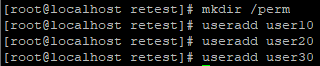 [root@localhost retest]# mkdir /perm
[root@localhost retest]# useradd user10
[root@localhost retest]# useradd user20
[root@localhost retest]# useradd user30